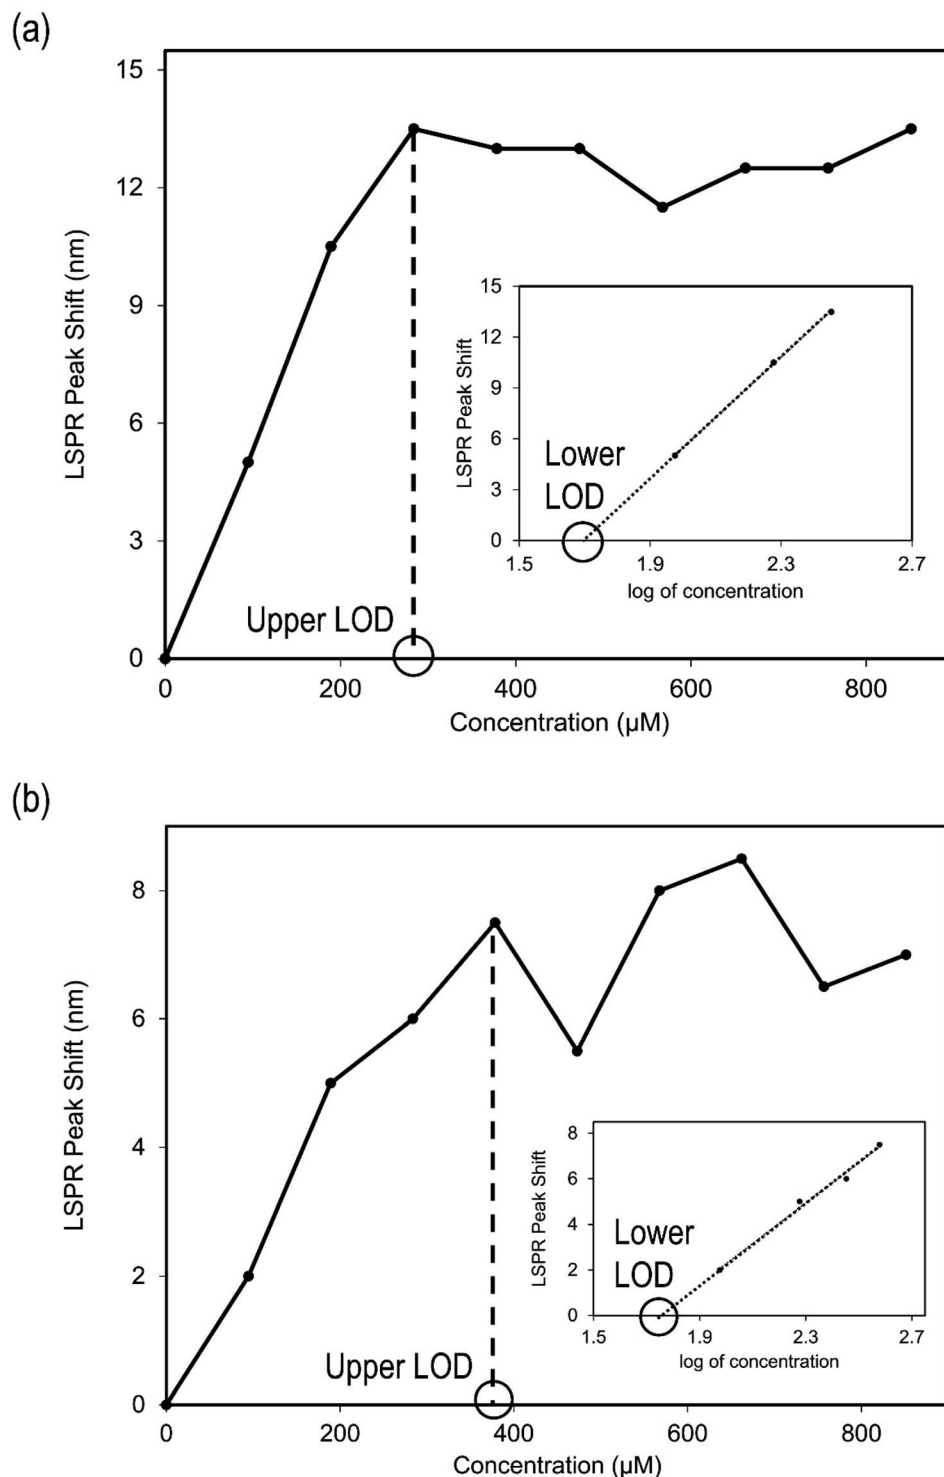 (a)
15
12
9
6
3
0
LSPR Peak Shift (nm)
0 200 400 600 800
Concentration (µM)
Upper LOD
15
12
9
6
3
0
LSPR Peak Shift
Lower
LOD
1.5 1.9 2.3 2.7
log of concentration
(b)
8
6
4
2
0
LSPR Peak Shift (nm)
0 200 400 600 800
Concentration (µM)
Upper LOD
8
6
4
2
0
LSPR Peak Shift
Lower
LOD
1.5 1.9 2.3 2.7
log of concentration